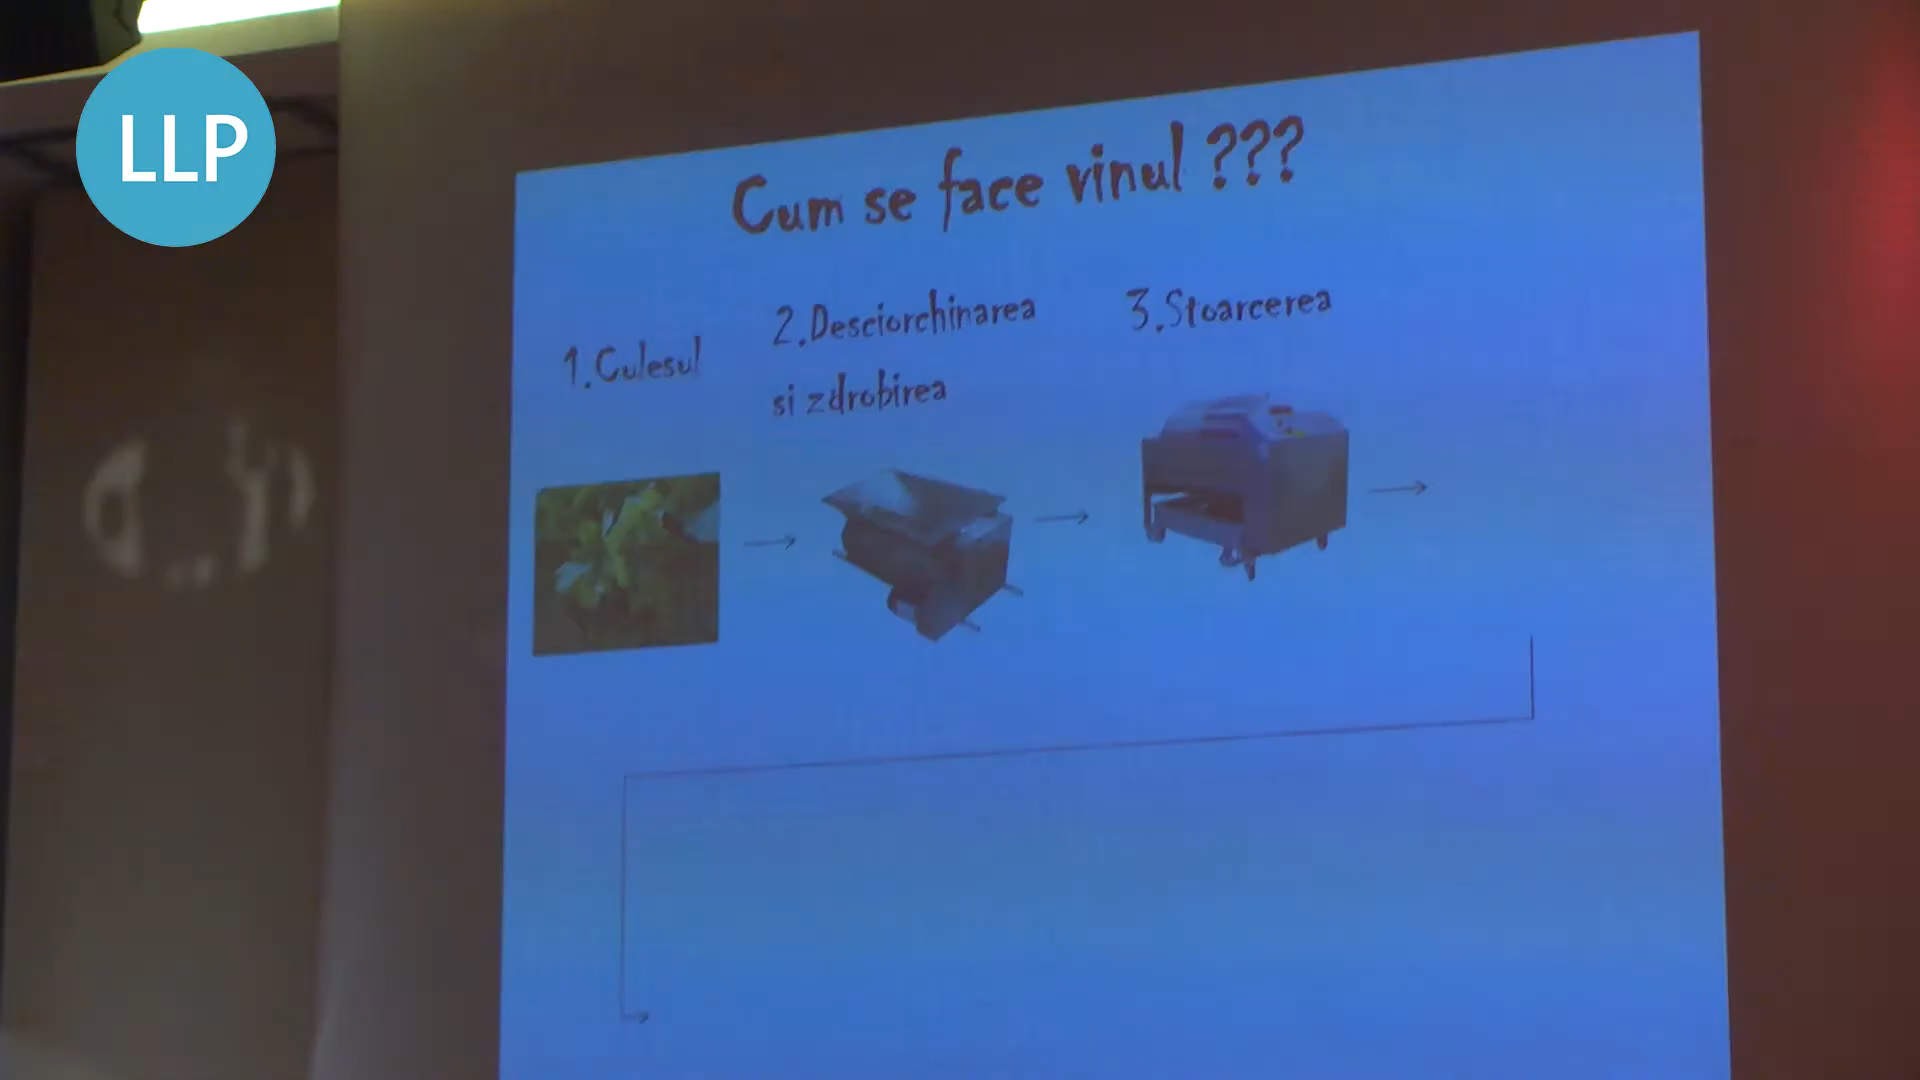 LLP
Cum se face vinul ???
1.Culesul
2.Desciorchinarea
si zdrobirea
3.Stoarcerea